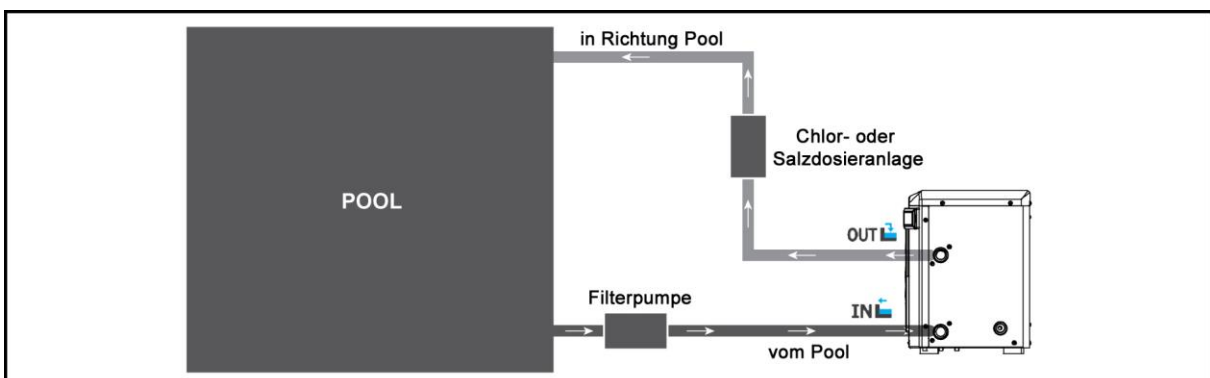 in Richtung Pool
Chlor- oder
Salzdosieranlage
POOL
OUT
Filterpumpe
IN
vom Pool